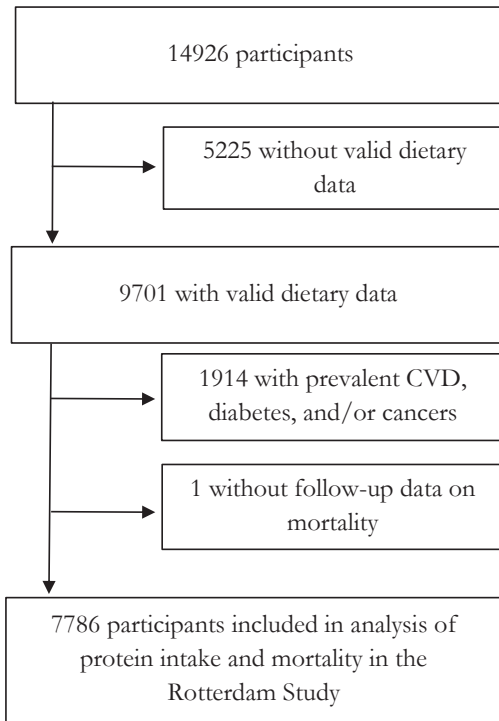 14926 participants
5225 without valid dietary
data
9701 with valid dietary data
1914 with prevalent CVD,
diabetes, and/or cancers
1 without follow-up data on
mortality
7786 participants included in analysis of
protein intake and mortality in the
Rotterdam Study